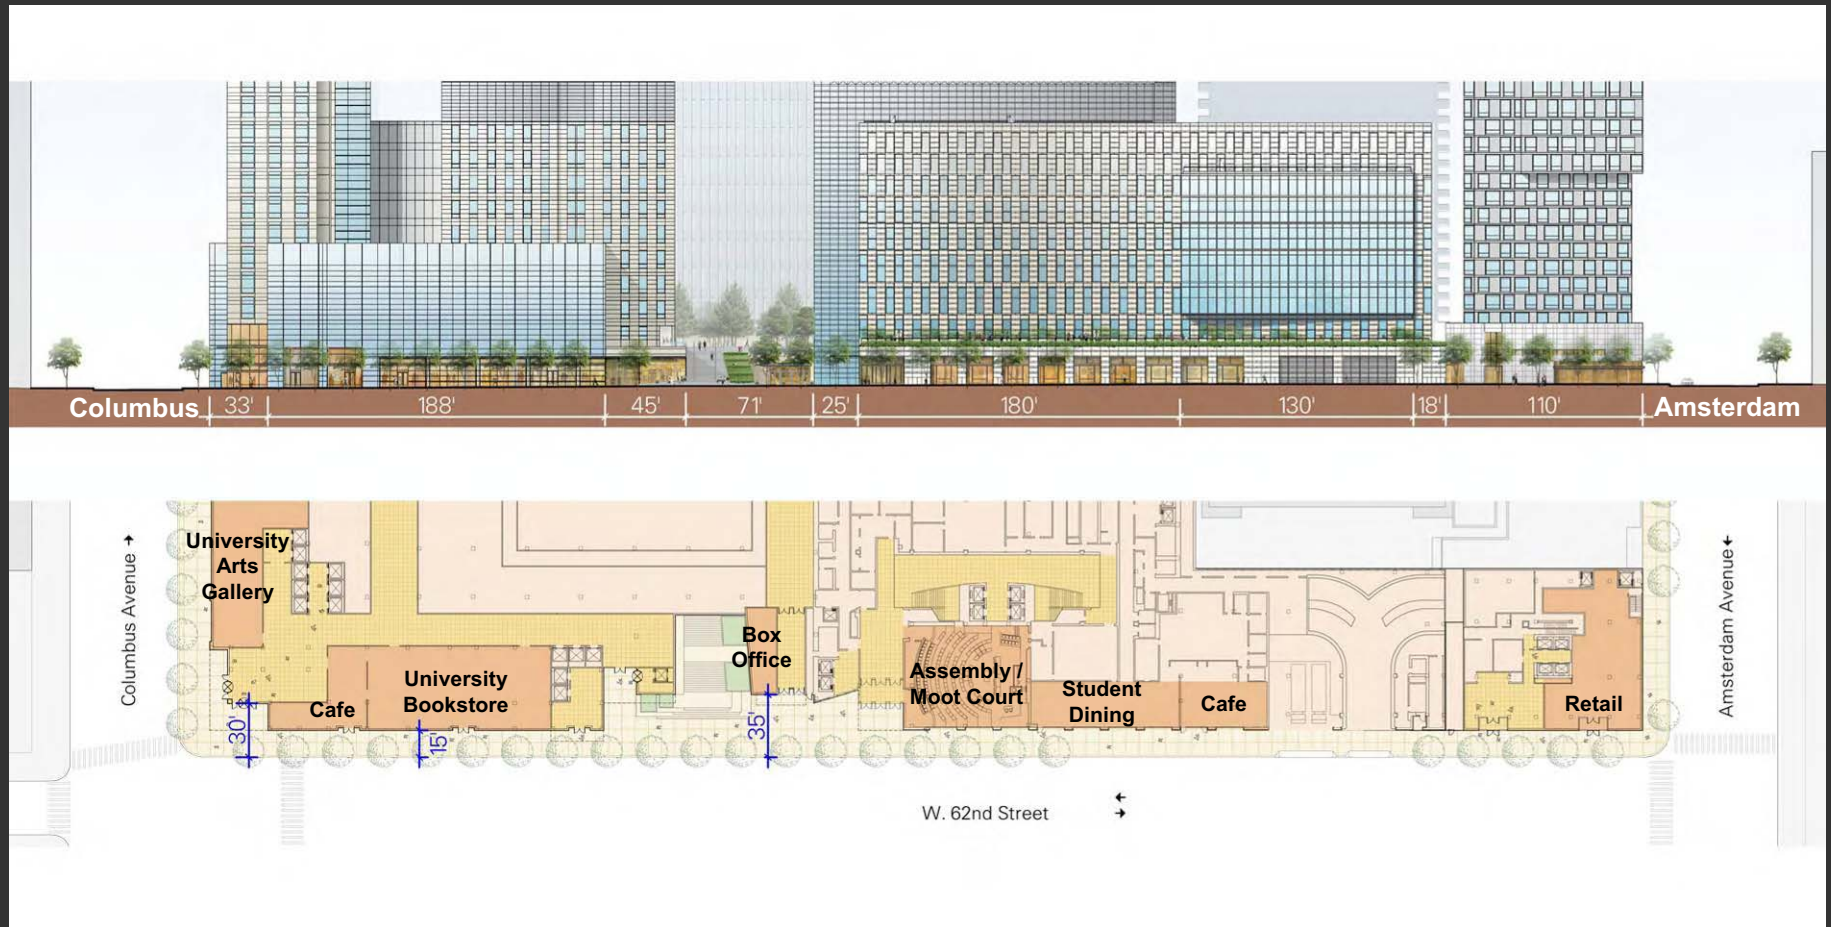 Columbus
33'
188'
45'
71'
25'
180'
130'
18'
110'
Amsterdam
Columbus Avenue
University
Arts
Gallery
Cafe
University
Bookstore
Box
Office
Assembly /
Moot Court
Student
Dining
Cafe
Retail
Amsterdam Avenue
30'
15'
35'
W. 62nd Street